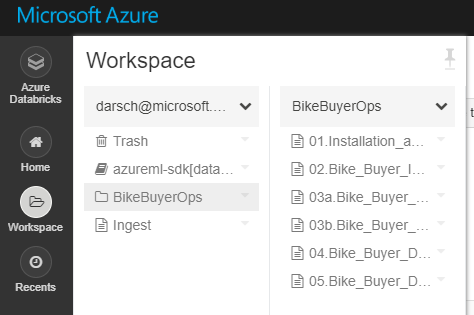 Microsoft Azure
Azure
Databricks
Home
Workspace
Recents
Workspace
darsch@microsoft....
Trash
azureml-sdk[data...
BikeBuyerOps
Ingest
BikeBuyerOps
01.Installation_a...
02.Bike_Buyer_I...
03a.Bike_Buyer_...
03b.Bike_Buyer_...
04.Bike_Buyer_D...
05.Bike_Buyer_D...
t